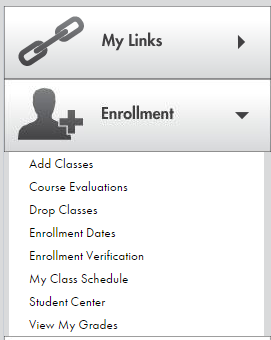 My Links
Enrollment
Add Classes
Course Evaluations
Drop Classes
Enrollment Dates
Enrollment Verification
My Class Schedule
Student Center
View My Grades